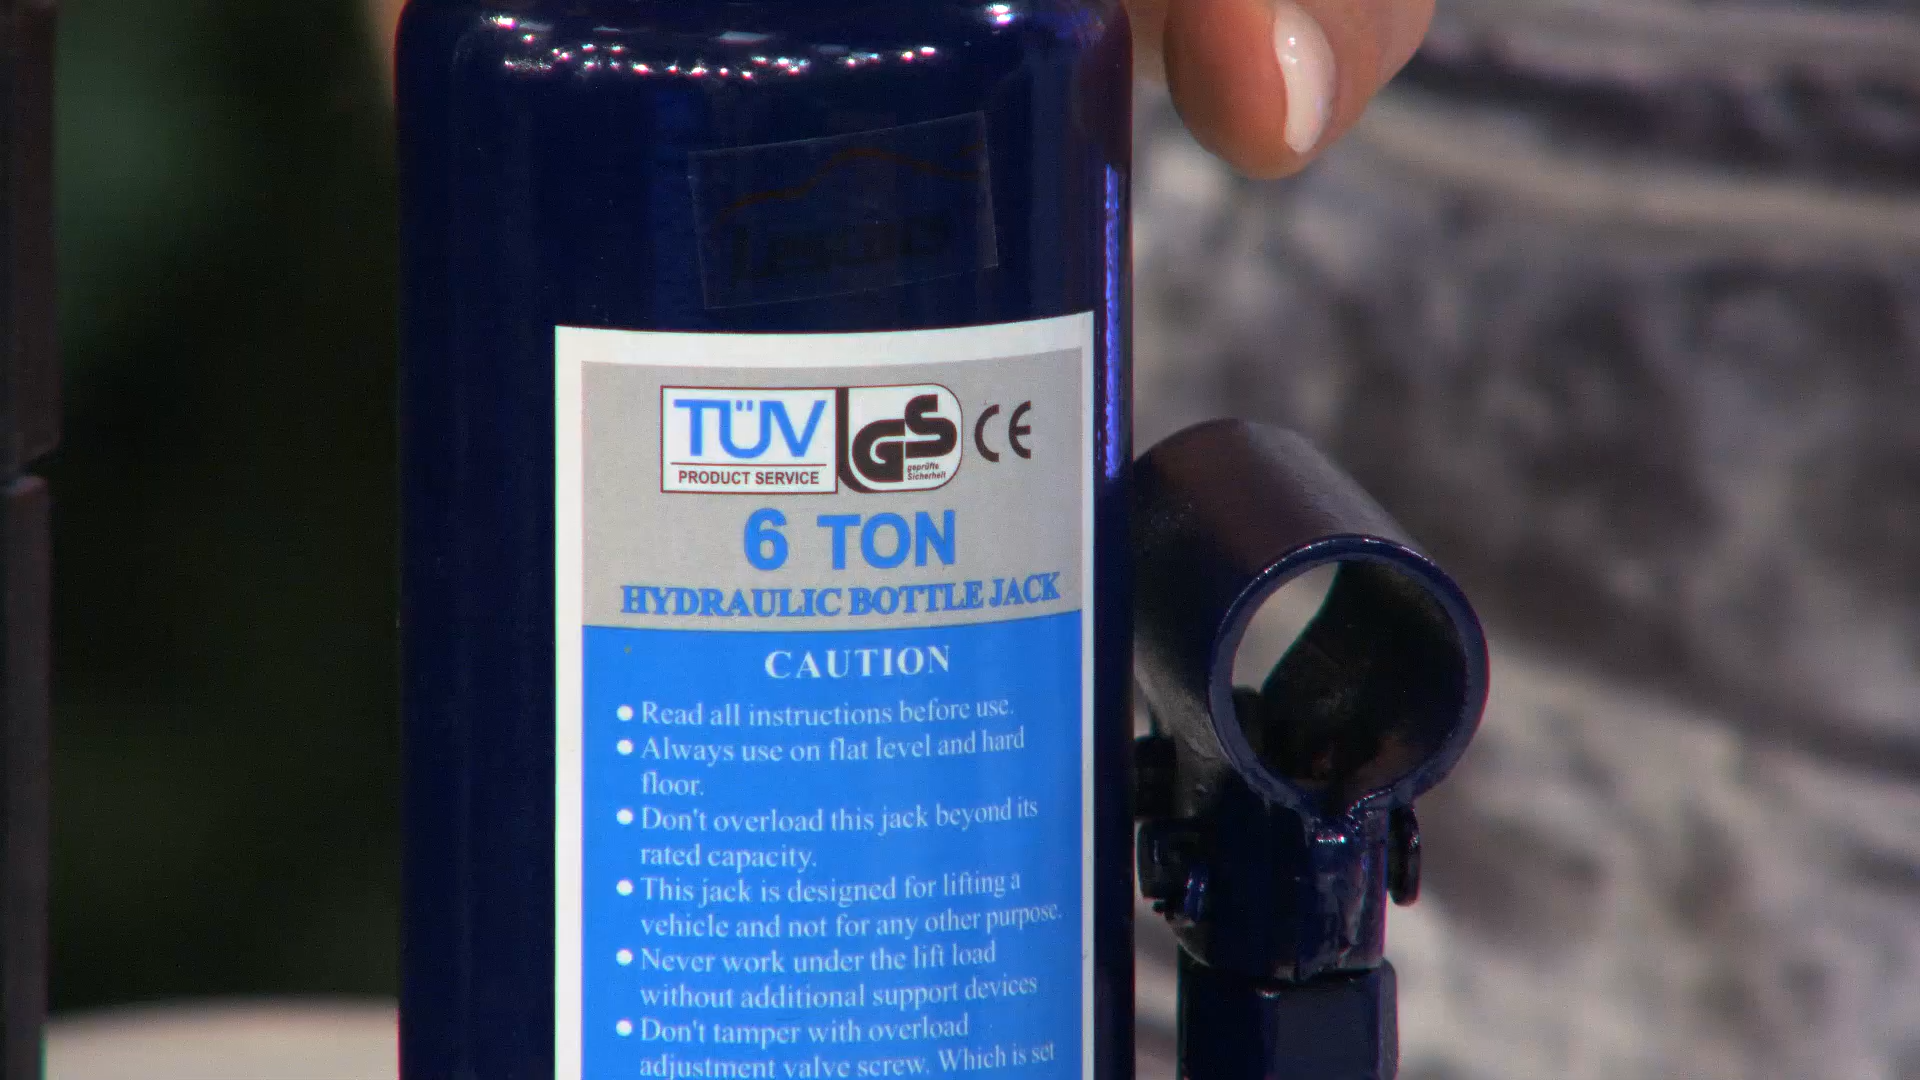 TÜV
PRODUCT SERVICE
GS
geprüfte
Sicherheit
CE
6 TON
HYDRAULIC BOTTLE JACK
CAUTION
● Read all instructions before use.
● Always use on flat level and hard
floor.
● Don't overload this jack beyond its
rated capacity.
● This jack is designed for lifting a
vehicle and not for any other purpose.
● Never work under the lift load
without additional support devices
● Don't tamper with overload
adjustment valve screw. Which is set